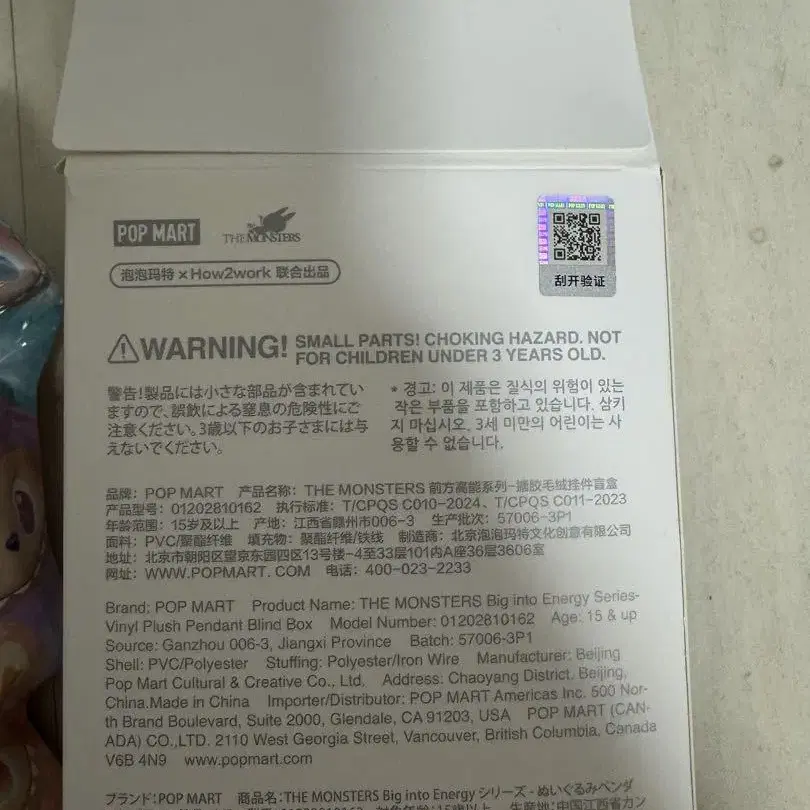 POP MART
THE MONSTERS
泡泡玛特 × How2work 联合出品
POP MART
刮开验证
WARNING! SMALL PARTS! CHOKING HAZARD. NOT
FOR CHILDREN UNDER 3 YEARS OLD.
警告!製品には小さな部品が含まれてい
ますので、誤飲による窒息の危険性にご
注意ください。3歳以下のお子さまには与
えないでください。
* 경고: 이 제품은 질식의 위험이 있는
작은 부품을 포함하고 있습니다. 삼키
지 마십시오. 3세 미만의 어린이는 사
용할 수 없습니다.
品牌: POP MART 产品名称: THE MONSTERS 前方高能系列-搪胶毛绒挂件盲盒
产品型号: 01202810162 执行标准: T/CPQS C010-2024、T/CPQS C011-2023
年龄范围: 15岁及以上 产地: 江西省赣州市006-3 生产批次: 57006-3P1
面料: PVC/聚酯纤维 填充物: 聚酯纤维/铁线 制造商: 北京泡泡玛特文化创意有限公司
地址: 北京市朝阳区望京东园四区13号楼-4至33层101内A座36层3606室
网址: WWW.POPMART.COM 电话: 400-023-2233
Brand: POP MART Product Name: THE MONSTERS Big into Energy Series-
Vinyl Plush Pendant Blind Box Model Number: 01202810162 Age: 15 & up
Source: Ganzhou 006-3, Jiangxi Province Batch: 57006-3P1
Shell: PVC/Polyester Stuffing: Polyester/Iron Wire Manufacturer: Beijing
Pop Mart Cultural & Creative Co., Ltd. Address: Chaoyang District, Beijing,
China.Made in China Importer/Distributor: POP MART Americas Inc. 500 Nor-
th Brand Boulevard, Suite 2000, Glendale, CA 91203, USA POP MART (CAN-
ADA) CO.,LTD. 2110 West Georgia Street, Vancouver, British Columbia, Canada
V6B 4N9 www.popmart.com
ブランド: POP MART 商品名: THE MONSTERS Big into Energy シリーズ - ぬいぐるみペンダ